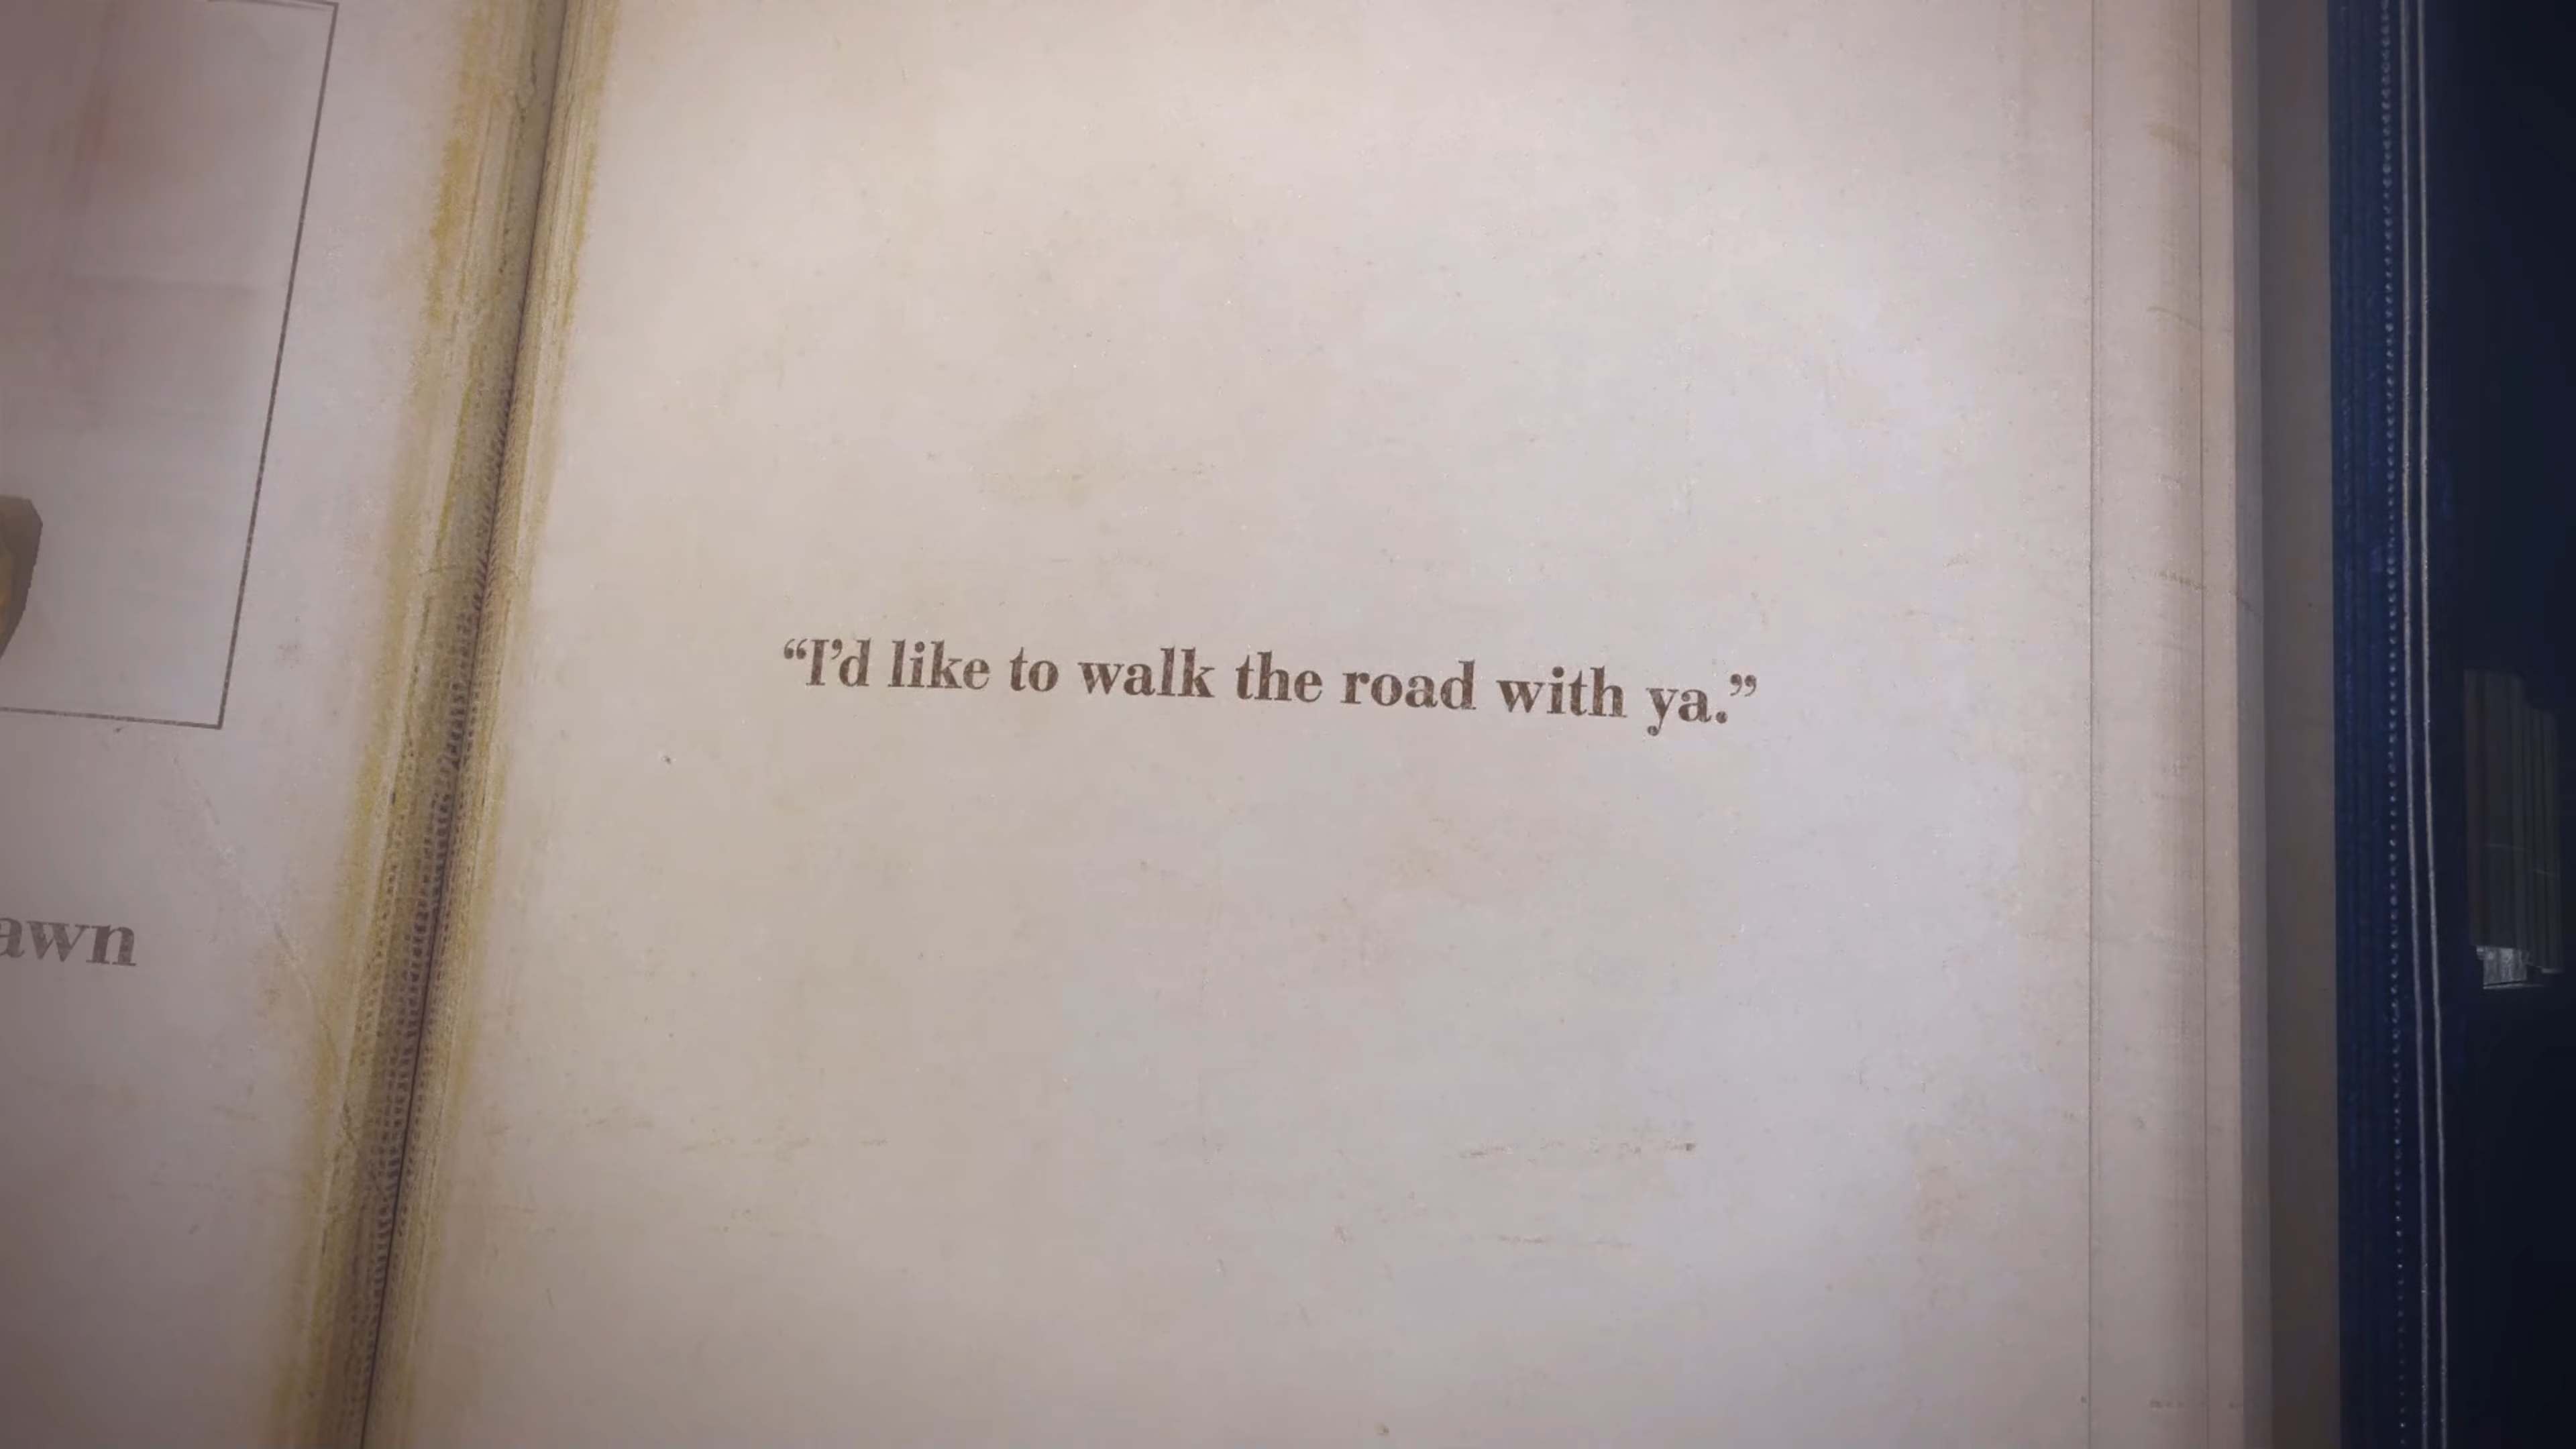 awn
“I’d like to walk the road with ya.”